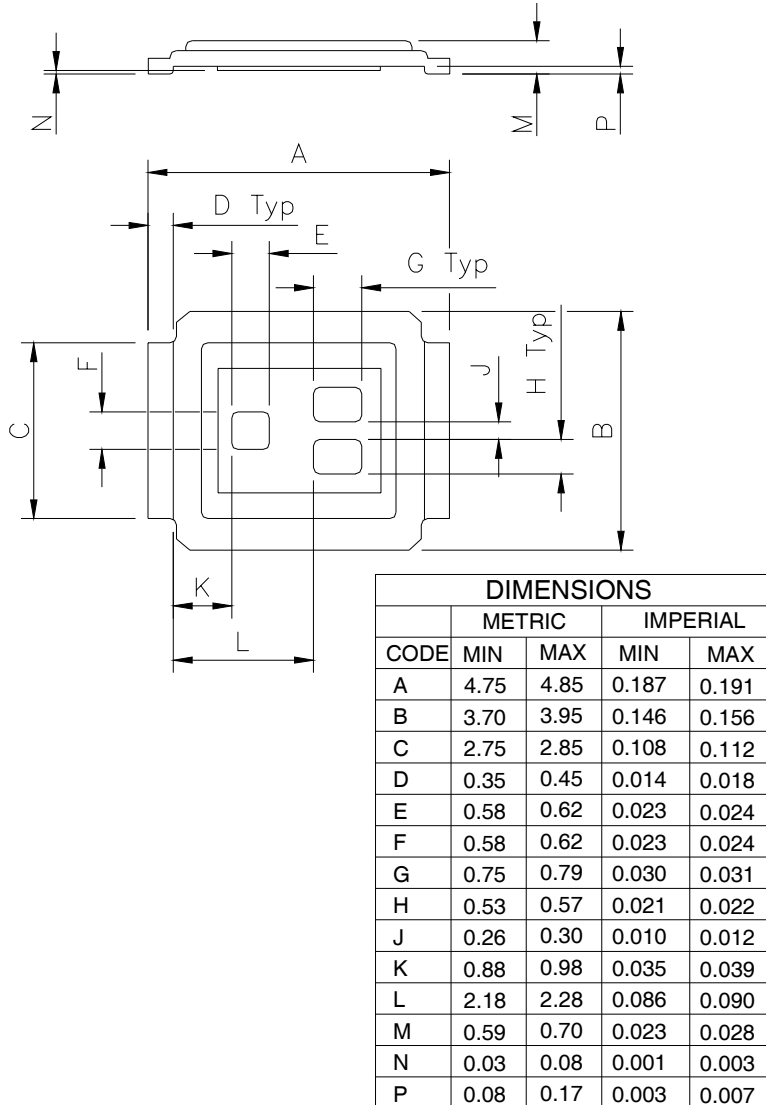 N
M
P
A
D Typ
E
G Typ
F
J
H Typ
C
B
K
L
DIMENSIONS
METRIC IMPERIAL
CODE MIN MAX MIN MAX
A 4.75 4.85 0.187 0.191
B 3.70 3.95 0.146 0.156
C 2.75 2.85 0.108 0.112
D 0.35 0.45 0.014 0.018
E 0.58 0.62 0.023 0.024
F 0.58 0.62 0.023 0.024
G 0.75 0.79 0.030 0.031
H 0.53 0.57 0.021 0.022
J 0.26 0.30 0.010 0.012
K 0.88 0.98 0.035 0.039
L 2.18 2.28 0.086 0.090
M 0.59 0.70 0.023 0.028
N 0.03 0.08 0.001 0.003
P 0.08 0.17 0.003 0.007